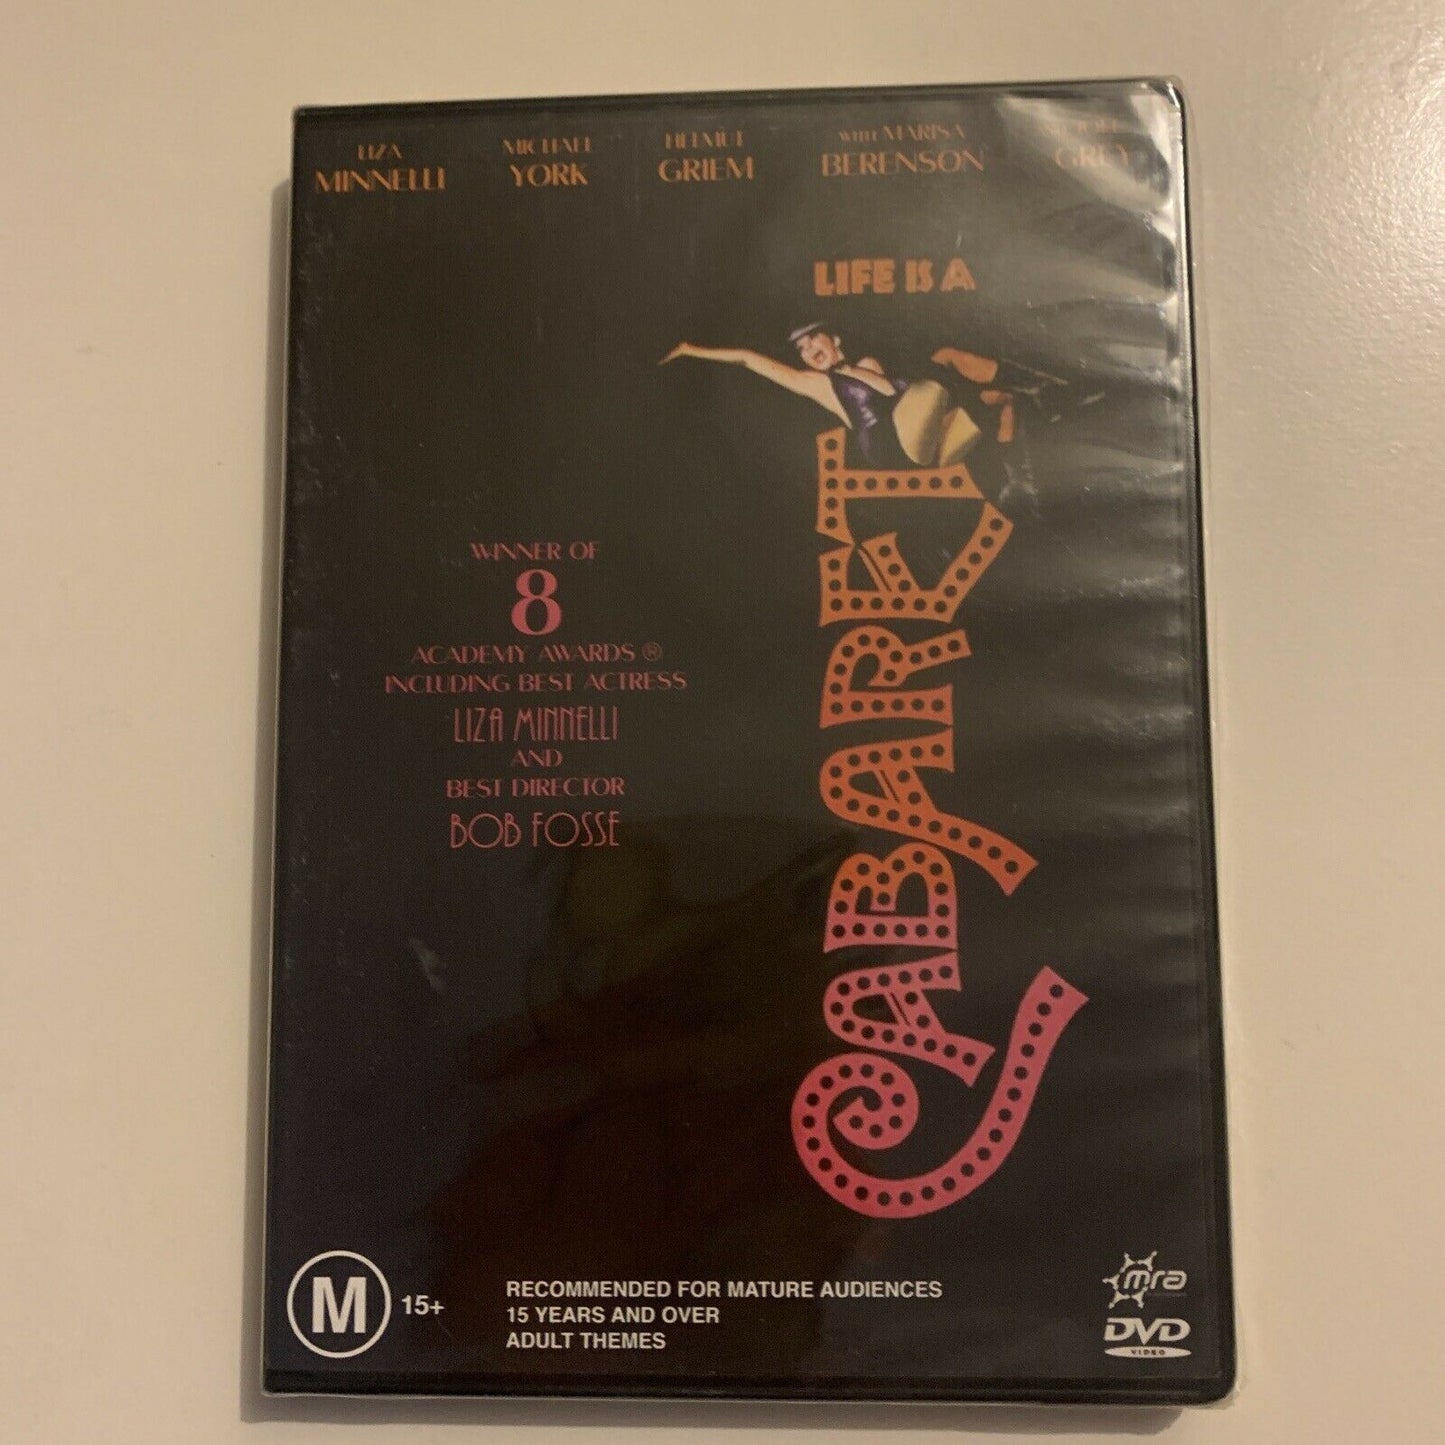 LIZA MINNELLI
MICHAEL YORK
HELMUT GRIEM
WITH MARISA BERENSON
GREY
LIFE IS A
CABARET
WINNER OF
8
ACADEMY AWARDS ®
INCLUDING BEST ACTRESS
LIZA MINNELLI
AND
BEST DIRECTOR
BOB FOSSE
M 15+
RECOMMENDED FOR MATURE AUDIENCES
15 YEARS AND OVER
ADULT THEMES
mra
DVD
VIDEO